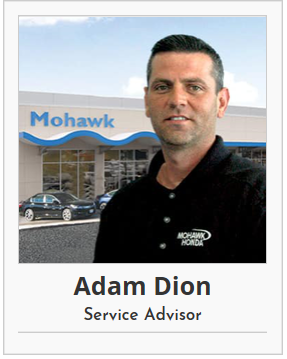 Mohawk
MOHAWK
HONDA
Adam Dion
Service Advisor